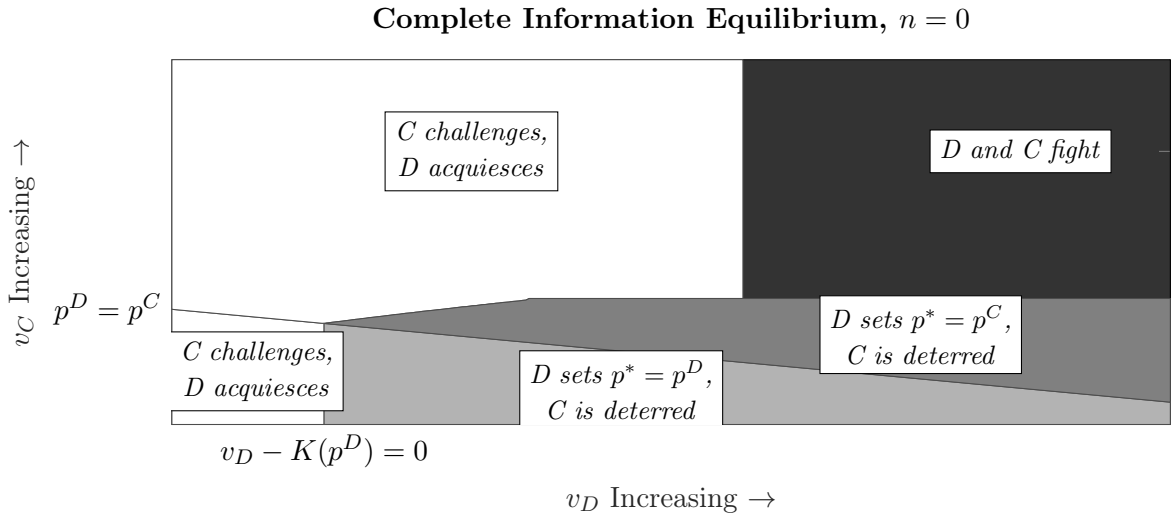 Complete Information Equilibrium, n = 0
C challenges,
D acquiesces
D and C fight
v_C Increasing →
p^D = p^C
D sets p^* = p^C,
C is deterred
C challenges,
D acquiesces
D sets p^* = p^D,
C is deterred
v_D − K(p^D) = 0
v_D Increasing →